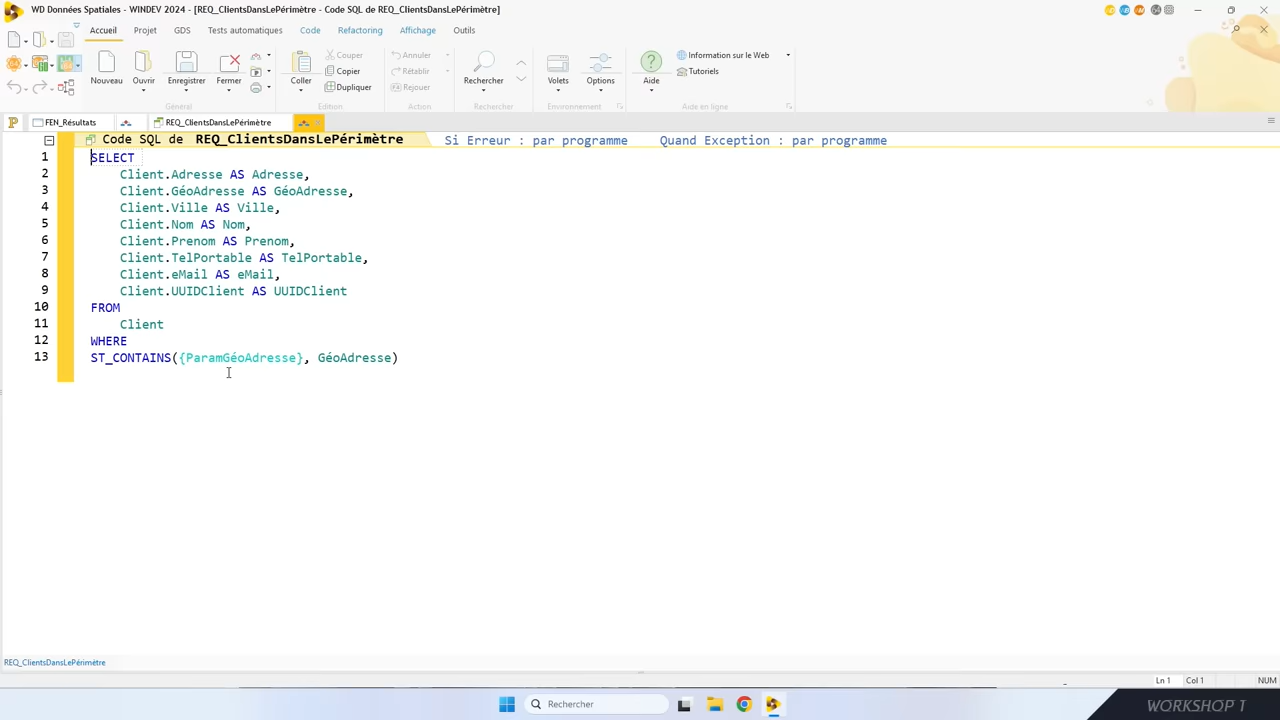 WD Données Spatiales - WINDEV 2024 - [REQ_ClientsDansLePérimètre - Code SQL de REQ_ClientsDansLePérimètre]
Accueil Projet GDS Tests automatiques Code Refactoring Affichage Outils
Nouveau Ouvrir Enregistrer Fermer
Général
Coller Couper Copier Dupliquer
Edition
Annuler Rétablir Rejouer
Action
Rechercher
Rechercher
Volets Options
Environnement
Aide Information sur le Web Tutoriels
Aide en ligne
FEN_Résultats REQ_ClientsDansLePérimètre
Code SQL de REQ_ClientsDansLePérimètre Si Erreur : par programme Quand Exception : par programme
1 SELECT
2 Client.Adresse AS Adresse,
3 Client.GéoAdresse AS GéoAdresse,
4 Client.Ville AS Ville,
5 Client.Nom AS Nom,
6 Client.Prenom AS Prenom,
7 Client.TelPortable AS TelPortable,
8 Client.eMail AS eMail,
9 Client.UUIDClient AS UUIDClient
10 FROM
11 Client
12 WHERE
13 ST_CONTAINS({ParamGéoAdresse}, GéoAdresse)
REQ_ClientsDansLePérimètre
Ln 1 Col 1 NUM
Rechercher
WORKSHOP 1